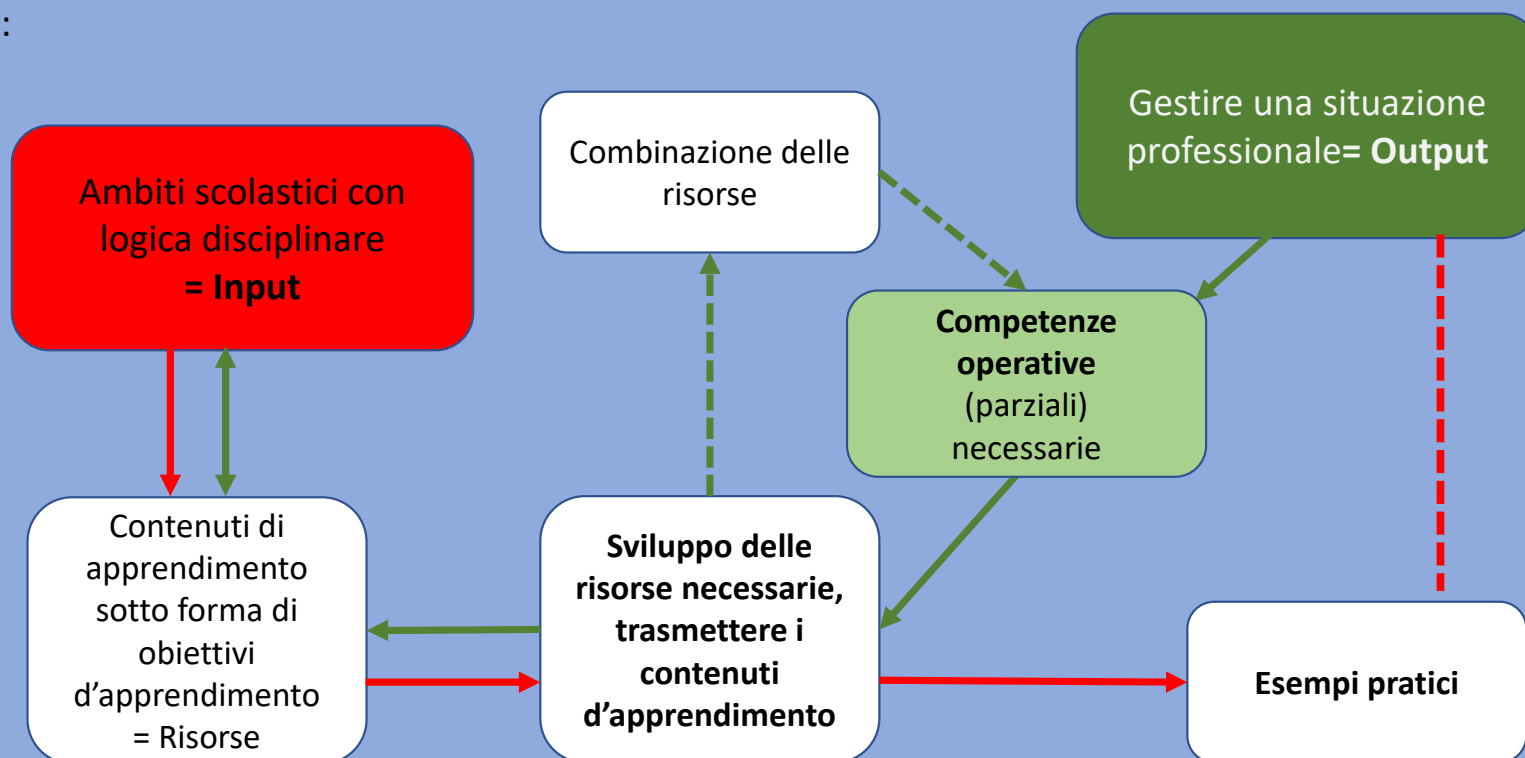 :
Ambiti scolastici con
logica disciplinare
= Input
Combinazione delle
risorse
Gestire una situazione
professionale= Output
Competenze
operative
(parziali)
necessarie
Contenuti di
apprendimento
sotto forma di
obiettivi
d’apprendimento
= Risorse
Sviluppo delle
risorse necessarie,
trasmettere i
contenuti
d’apprendimento
Esempi pratici